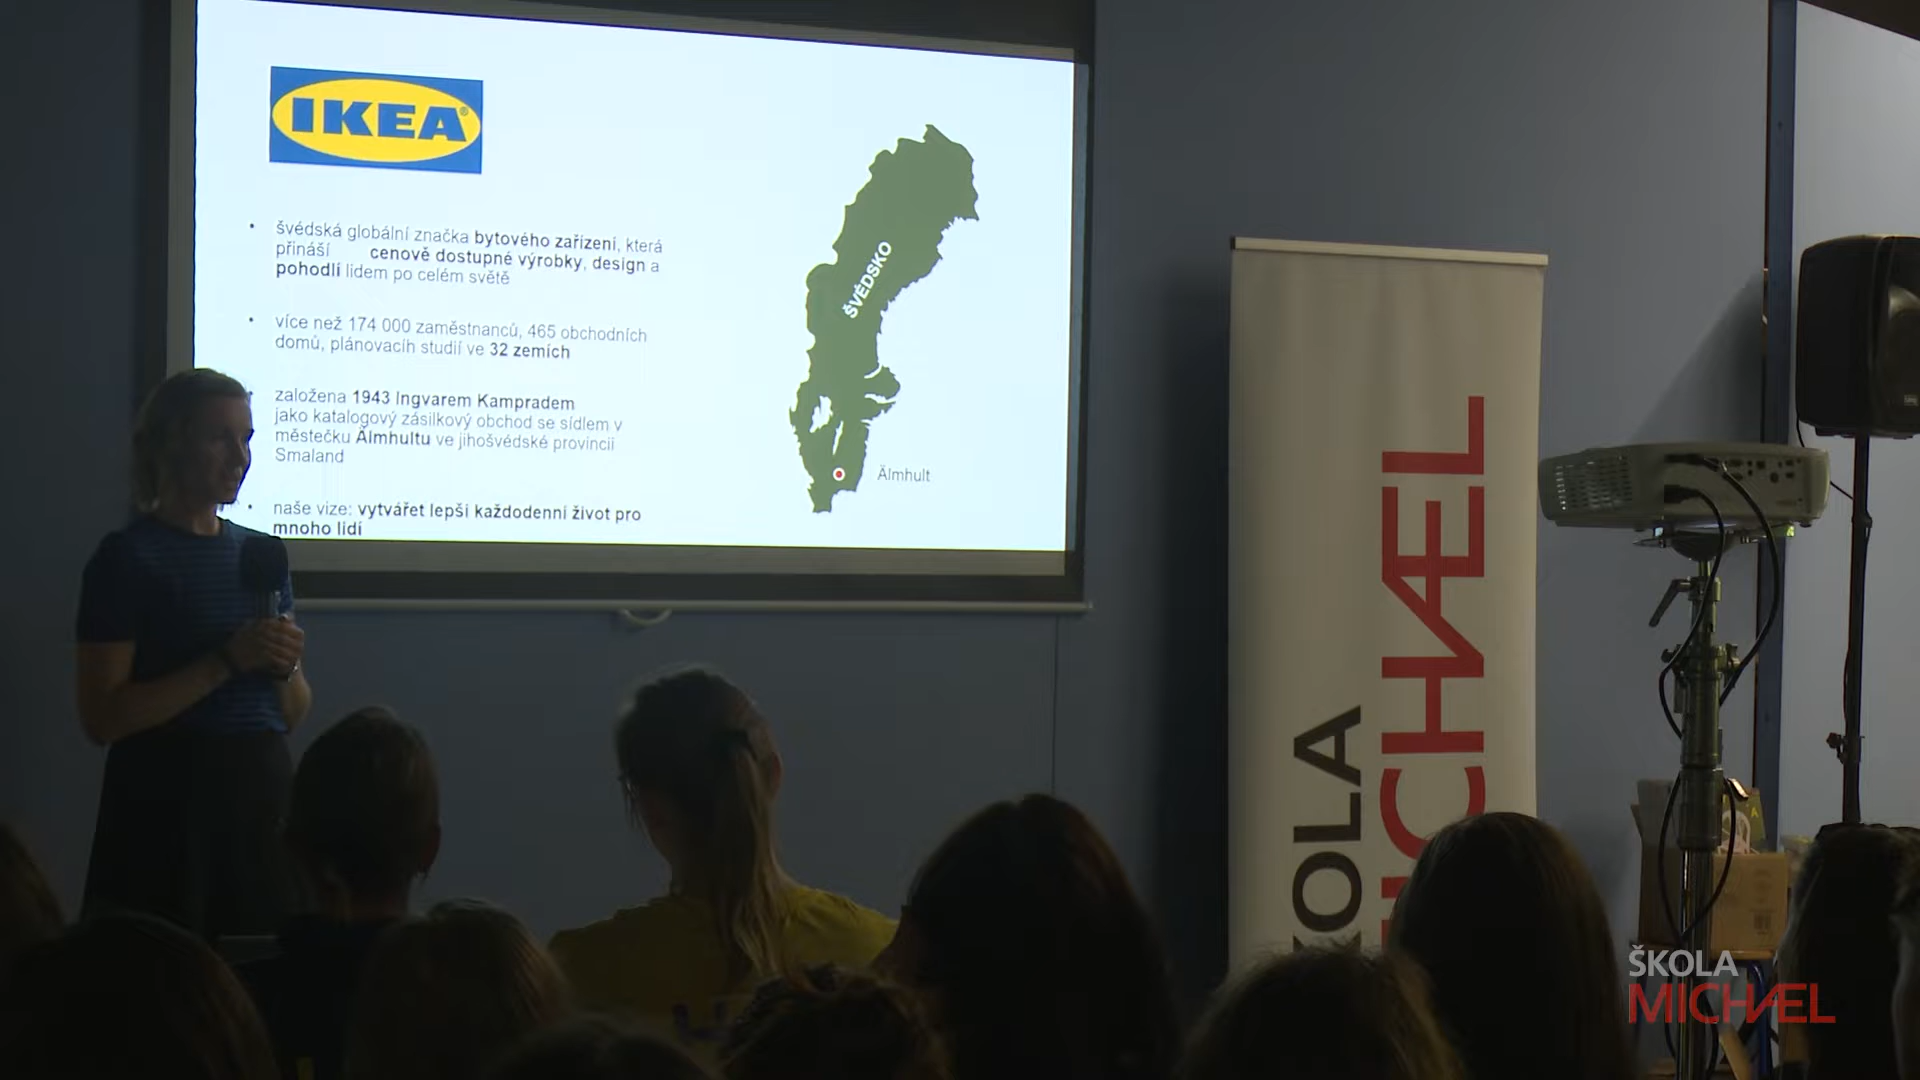 IKEA®
• švédská globální značka bytového zařízení, která
přináší cenově dostupné výrobky, design a
pohodlí lidem po celém světě
• více než 174 000 zaměstnanců, 465 obchodních
domů, plánovacíh studií ve 32 zemích
založena 1943 Ingvarem Kampradem
jako katalogový zásilkový obchod se sídlem v
městečku Älmhultu ve jihošvédské provincii
Smaland
• naše vize: vytvářet lepší každodenní život pro
mnoho lidí
ŠVÉDSKO
Älmhult
KOLA
ICHÆL
ŠKOLA
MICHÆL